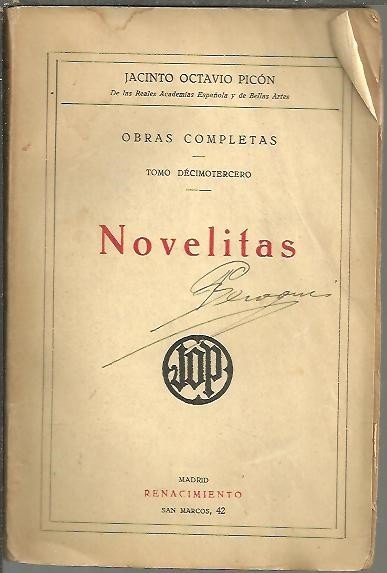 JACINTO OCTAVIO PICÓN
De las Reales Academias Española y de Bellas Artes
OBRAS COMPLETAS
TOMO DÉCIMOTERCERO
Novelitas
JOP
MADRID
RENACIMIENTO
SAN MARCOS, 42